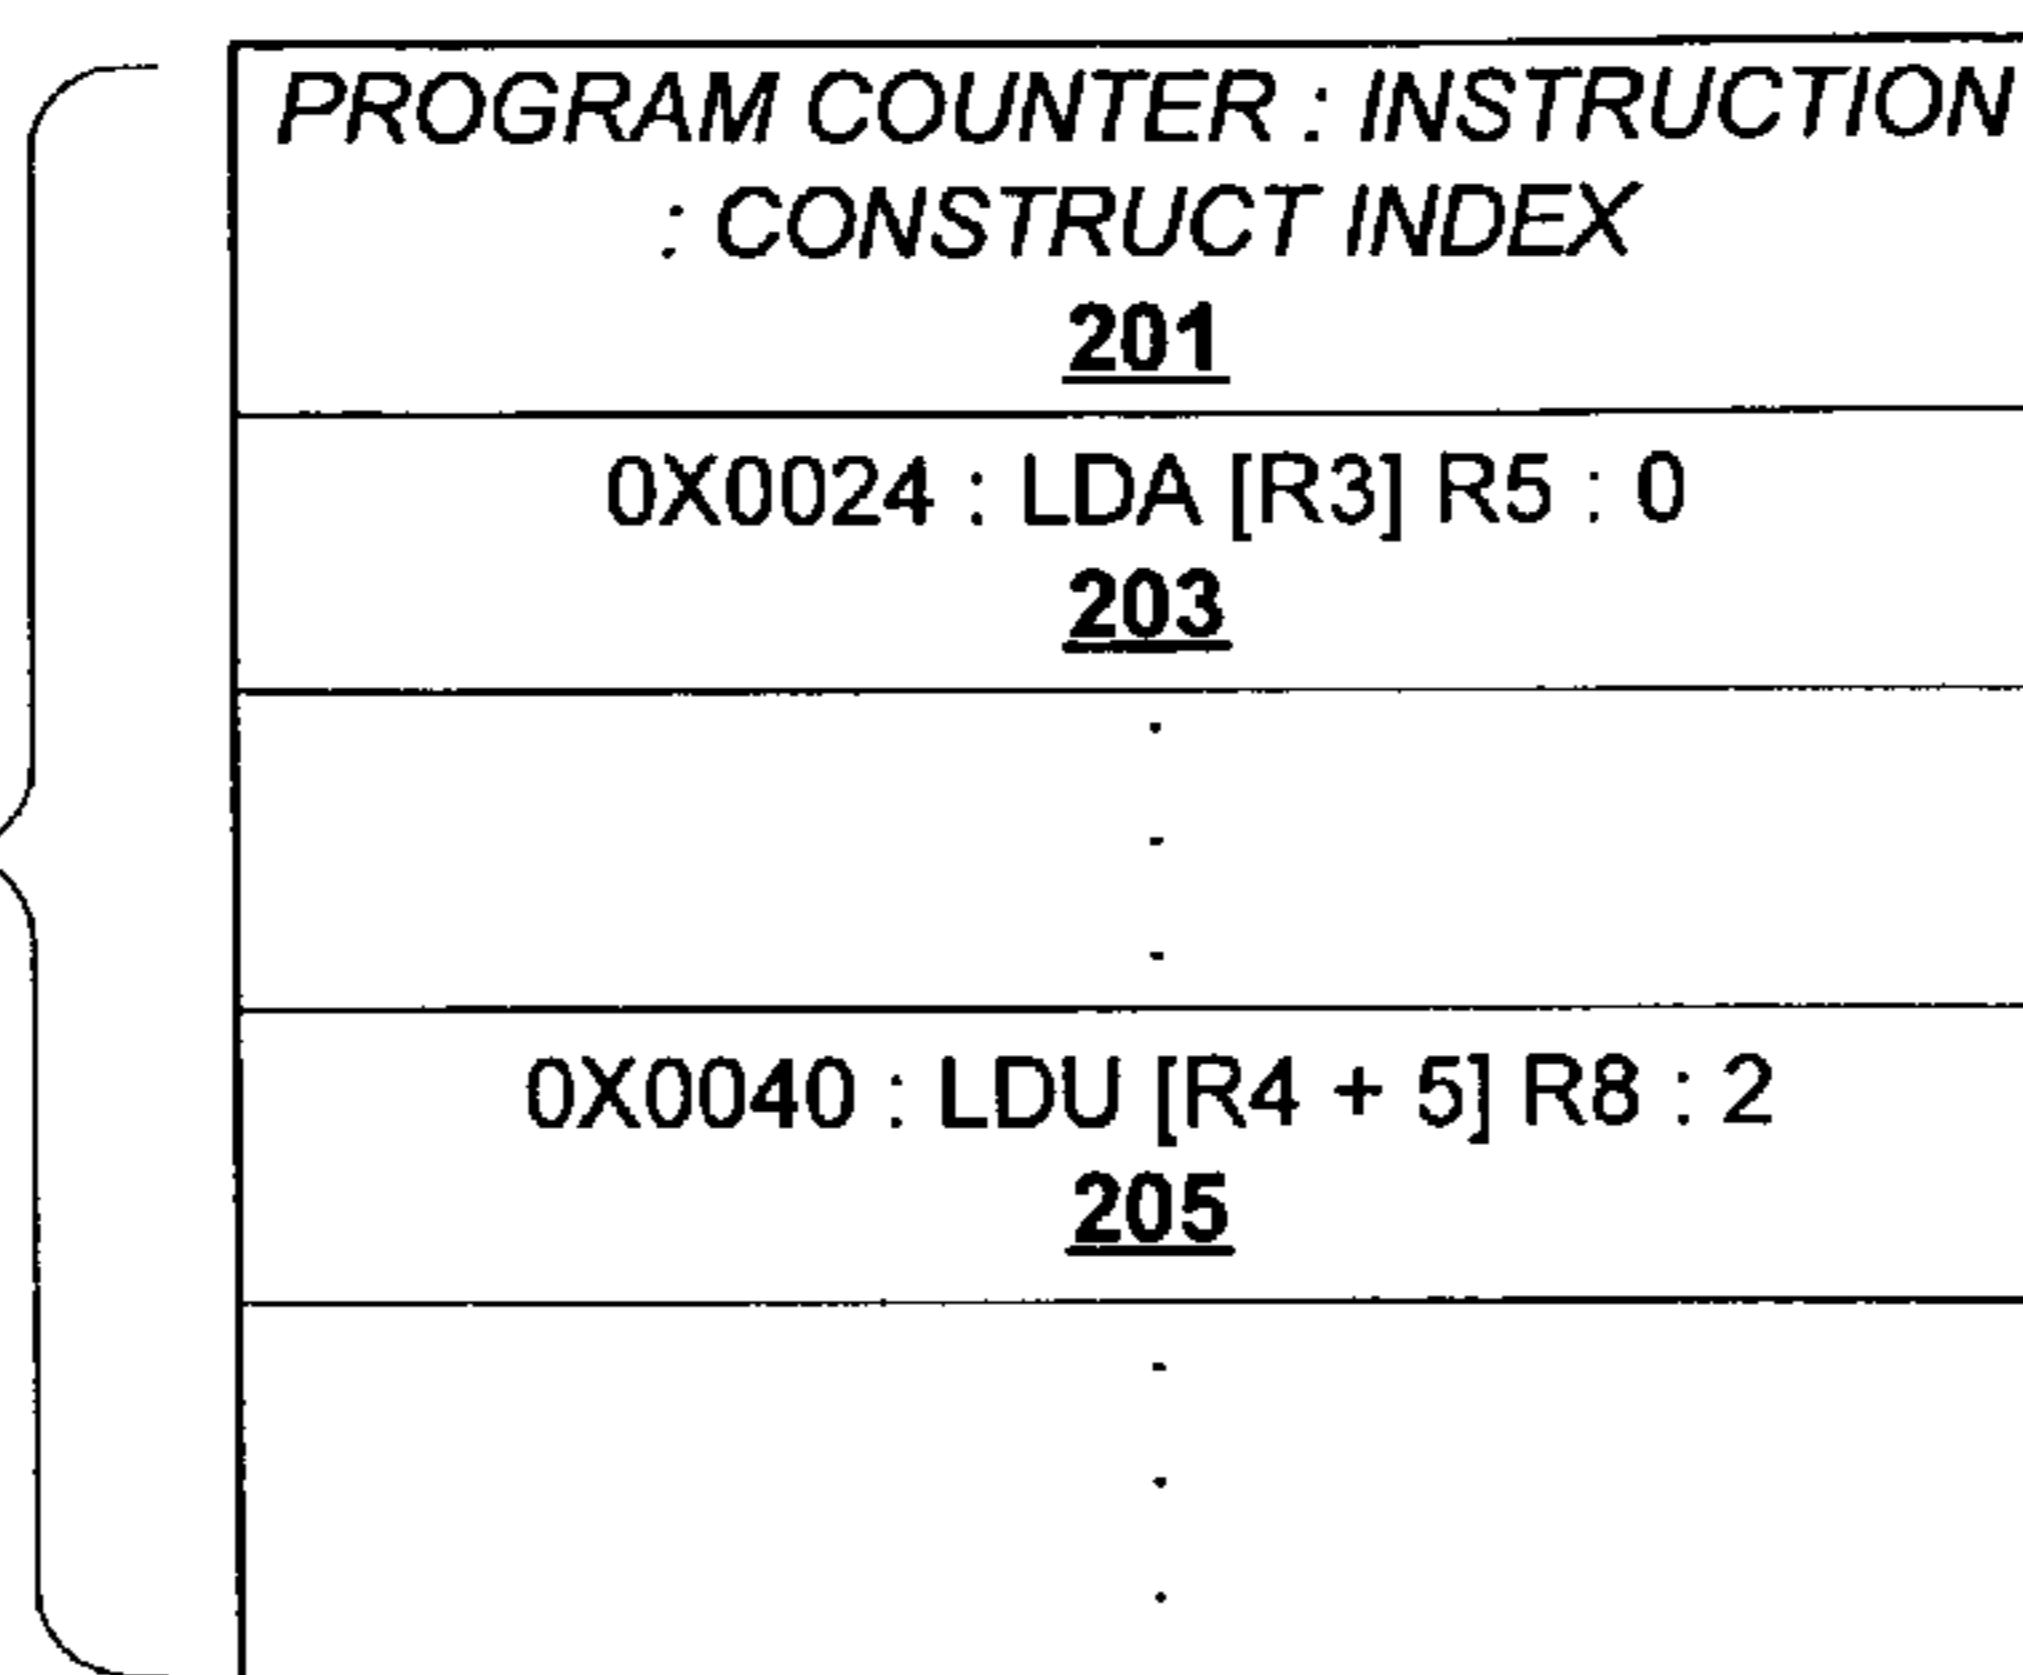 PROGRAM COUNTER : INSTRUCTION
: CONSTRUCT INDEX
201
0X0024 : LDA [R3] R5 : 0
203
.
.
.
0X0040 : LDU [R4 + 5] R8 : 2
205
.
.
.